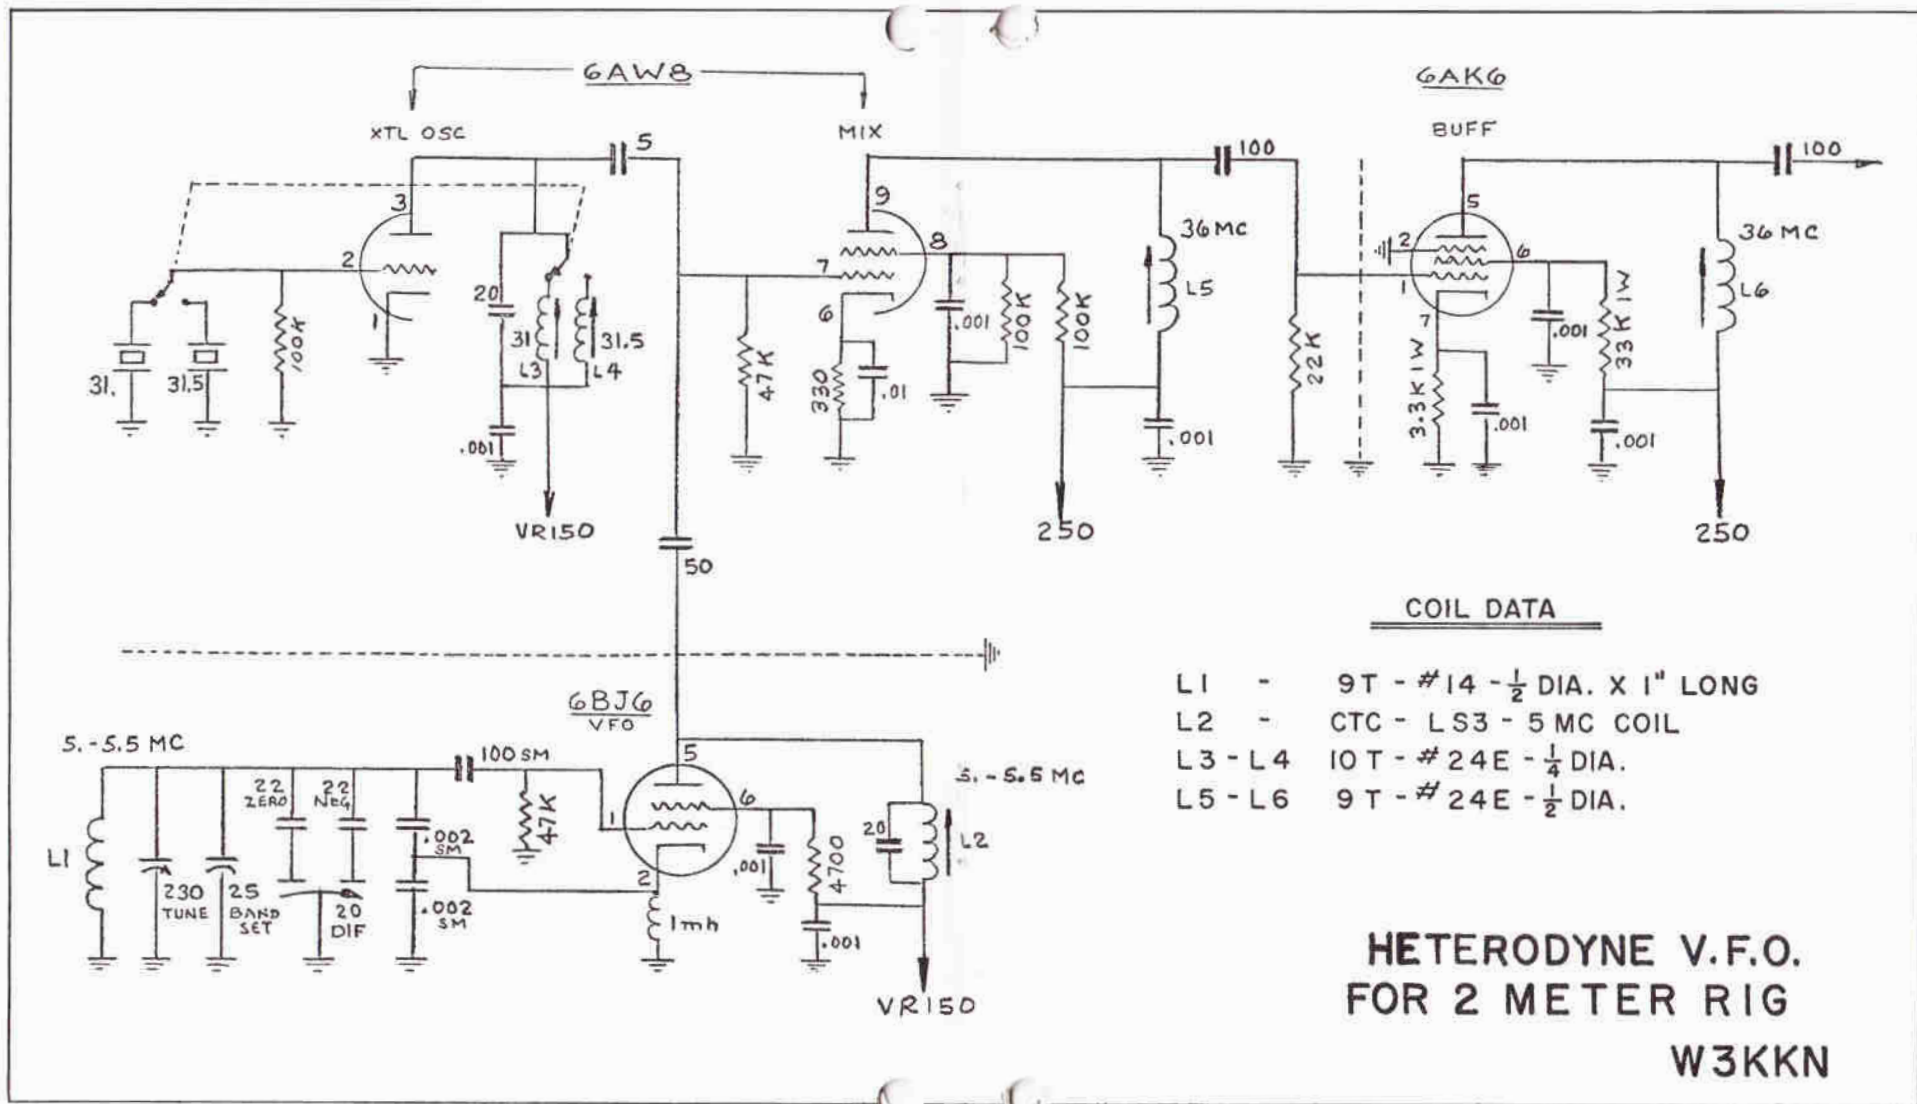 6AW8
6AK6
XTL OSC
MIX
BUFF
5
100
100
3
9
5
2
7
8
2
6
1
36 MC
36 MC
L5
L6
1
6
7
20
31
31.5
L3
L4
.001
100K
31.
31.5
47K
330
.01
.001
100K
100K
.001
22K
3.3K 1W
.001
.001
33K 1W
.001
VR150
250
250
50
COIL DATA
L1 - 9T - #14 - 1/2 DIA. X 1" LONG
L2 - CTC - LS3 - 5 MC COIL
L3 - L4 10T - #24E - 1/4 DIA.
L5 - L6 9T - #24E - 1/2 DIA.
6BJ6
VFO
5. - 5.5 MC
100 SM
5
5. - 5.5 MC
22
ZERO
22
NEG
47K
1
6
2
.002
SM
.002
SM
L1
230
TUNE
25
BAND
SET
20
DIF
1mh
.001
4700
.001
20
L2
VR150
HETERODYNE V.F.O.
FOR 2 METER RIG
W3KKN